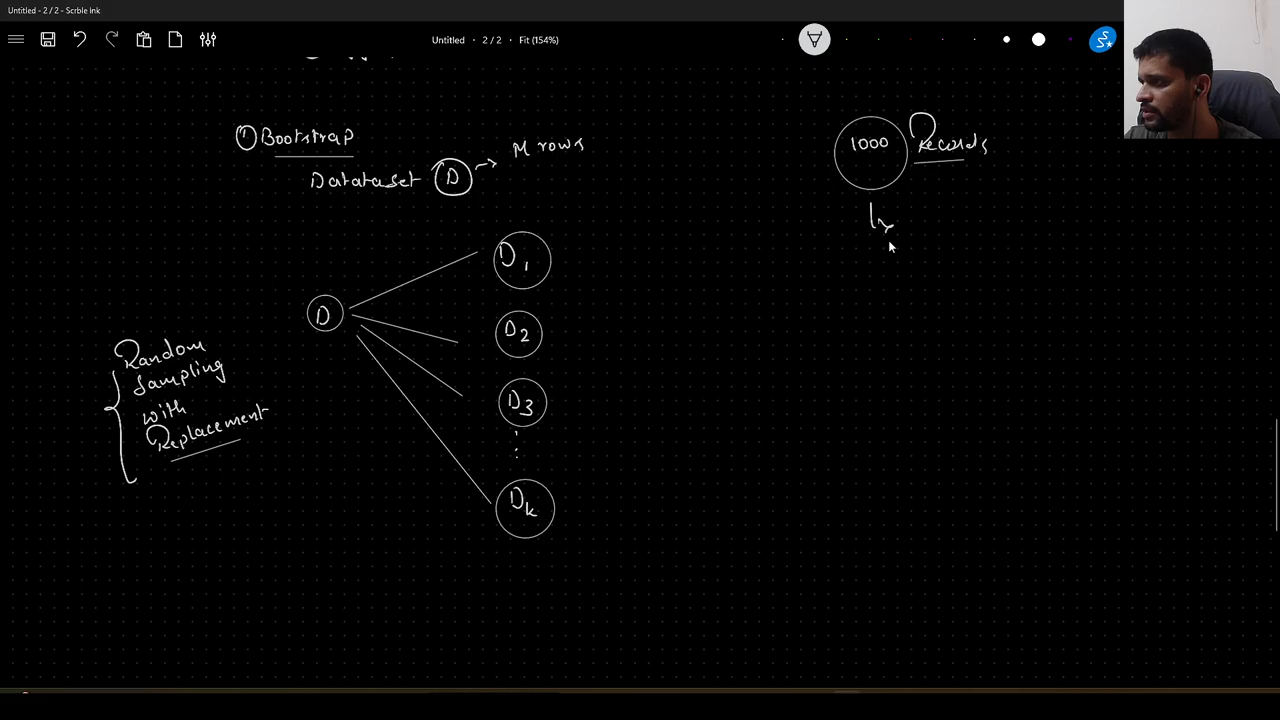 Untitled - 2 / 2 - Scrble Ink
Untitled • 2 / 2 • Fit (154%)
① Bootstrap
Datataset D → M rows
1000 Records
D
D1
D2
D3
⋮
Dk
Random
Sampling
with
Replacement